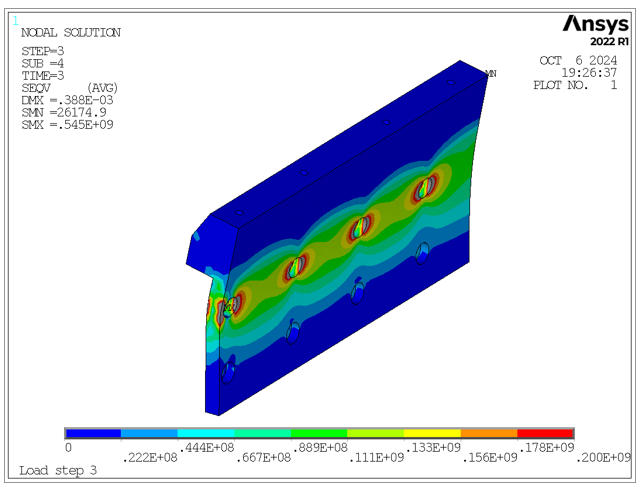 1
NODAL SOLUTION
STEP=3
SUB =4
TIME=3
SEQV (AVG)
DMX =.388E-03
SMN =26174.9
SMX =.545E+09
Ansys
2022 R1
OCT 6 2024
19:26:37
PLOT NO. 1
MN
MX
0 .222E+08 .444E+08 .667E+08 .889E+08 .111E+09 .133E+09 .156E+09 .178E+09 .200E+09
Load step 3